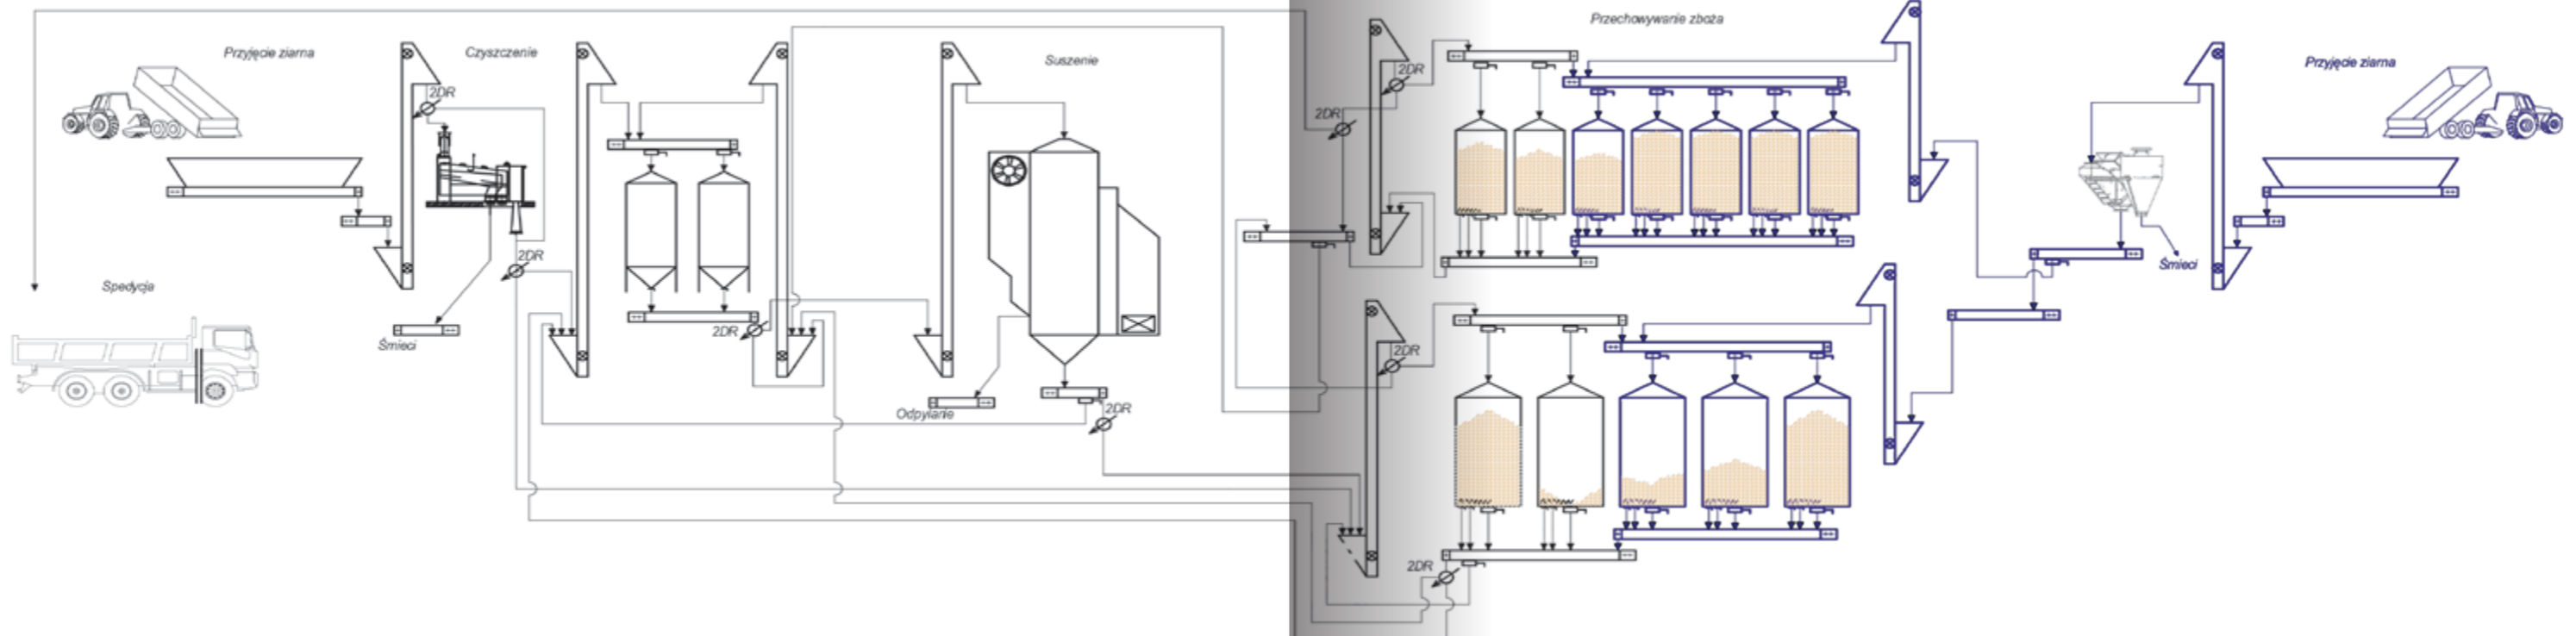 Przyjęcie ziarna
Czyszczenie
Suszenie
Przechowywanie zboża
Przyjęcie ziarna
2DR
2DR
2DR
2DR
2DR
Śmieci
Spedycja
Śmieci
2DR
2DR
Odpylanie
2DR
2DR